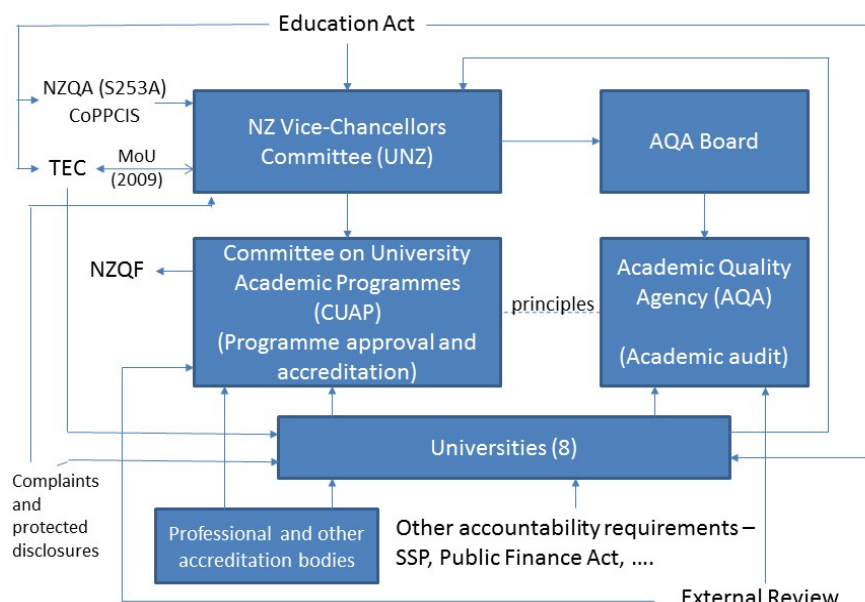 Education Act
NZQA (S253A)
CoPPCIS
NZ Vice-Chancellors
Committee (UNZ)
AQA Board
TEC
MoU
(2009)
NZQF
Committee on University
Academic Programmes
(CUAP)
(Programme approval and
accreditation)
principles
Academic Quality
Agency (AQA)
(Academic audit)
Universities (8)
Complaints
and
protected
disclosures
Professional and other
accreditation bodies
Other accountability requirements –
SSP, Public Finance Act, ….
External Review